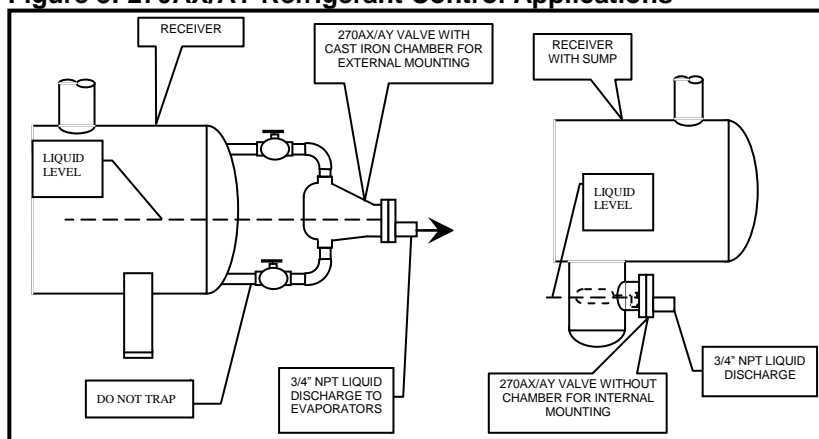 Figure 270AX/AY Refrigerant Control Applications
RECEIVER
270AX/AY VALVE WITH
CAST IRON CHAMBER FOR
EXTERNAL MOUNTING
RECEIVER
WITH SUMP
LIQUID
LEVEL
LIQUID
LEVEL
DO NOT TRAP
3/4" NPT LIQUID
DISCHARGE TO
EVAPORATORS
270AX/AY VALVE WITHOUT
CHAMBER FOR INTERNAL
MOUNTING
3/4" NPT LIQUID
DISCHARGE